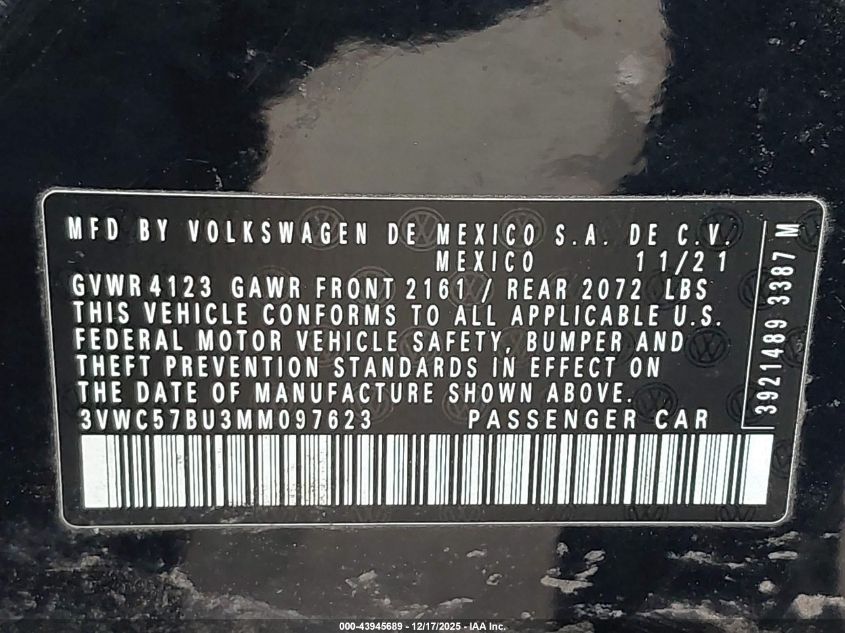 MFD BY VOLKSWAGEN DE MEXICO S.A. DE C.V.
MEXICO 11/21
GVWR 4123 GAWR FRONT 2161 / REAR 2072 LBS
THIS VEHICLE CONFORMS TO ALL APPLICABLE U.S.
FEDERAL MOTOR VEHICLE SAFETY, BUMPER AND
THEFT PREVENTION STANDARDS IN EFFECT ON
THE DATE OF MANUFACTURE SHOWN ABOVE.
3VWC57BU3MM097623 PASSENGER CAR
3921489 3387 M
000-43945689 - 12/17/2025 - IAA Inc.